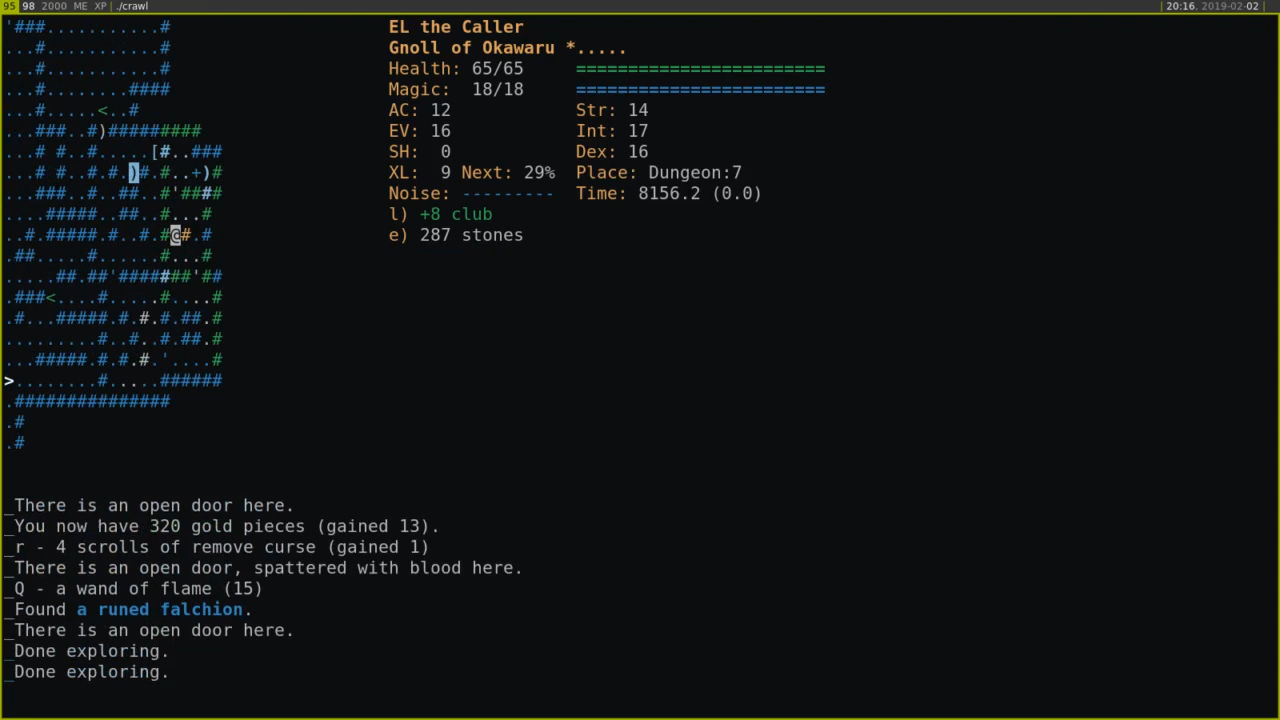 95 98 2000 ME XP ./crawl | 20:16. 2019-02-02 |
'###...........# EL the Caller
...#...........# Gnoll of Okawaru *.....
...#...........# Health: 65/65 ========================
...#........#### Magic:  18/18 ========================
...#.....<..# AC: 12 Str: 14
...###..#)######### EV: 16 Int: 17
...# #..#.....[#..### SH:  0 Dex: 16
...# #..#.#.)#.#..+)# XL:  9 Next: 29% Place: Dungeon:7
...###..#..##..#'#### Noise: --------- Time: 8156.2 (0.0)
....#####..##..#...# l) +8 club
..#.#####.#..#.#@#.# e) 287 stones
.##.....#......#...#
.....##.##'#######'##
.###<....#.....#....#
.#...#####.#.#.#.##.#
.........#..#..#.##.#
...#####.#.#.#.'....#
>........#.....######
.###############
.#
.#
_There is an open door here.
_You now have 320 gold pieces (gained 13).
_r - 4 scrolls of remove curse (gained 1)
_There is an open door, spattered with blood here.
_Q - a wand of flame (15)
_Found a runed falchion.
_There is an open door here.
_Done exploring.
_Done exploring.